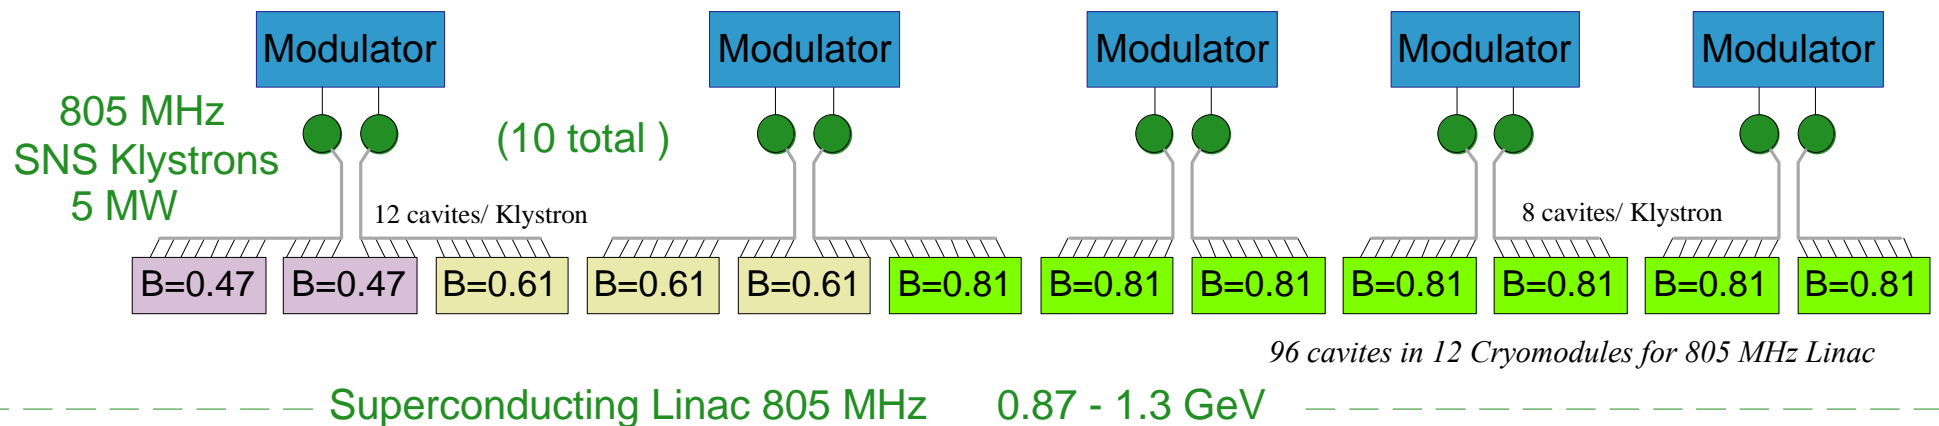 Modulator
Modulator
Modulator
Modulator
Modulator
805 MHz
SNS Klystrons
5 MW
(10 total )
12 cavites/ Klystron
8 cavites/ Klystron
B=0.47
B=0.47
B=0.61
B=0.61
B=0.61
B=0.81
B=0.81
B=0.81
B=0.81
B=0.81
B=0.81
B=0.81
96 cavites in 12 Cryomodules for 805 MHz Linac
Superconducting Linac 805 MHz 0.87 - 1.3 GeV